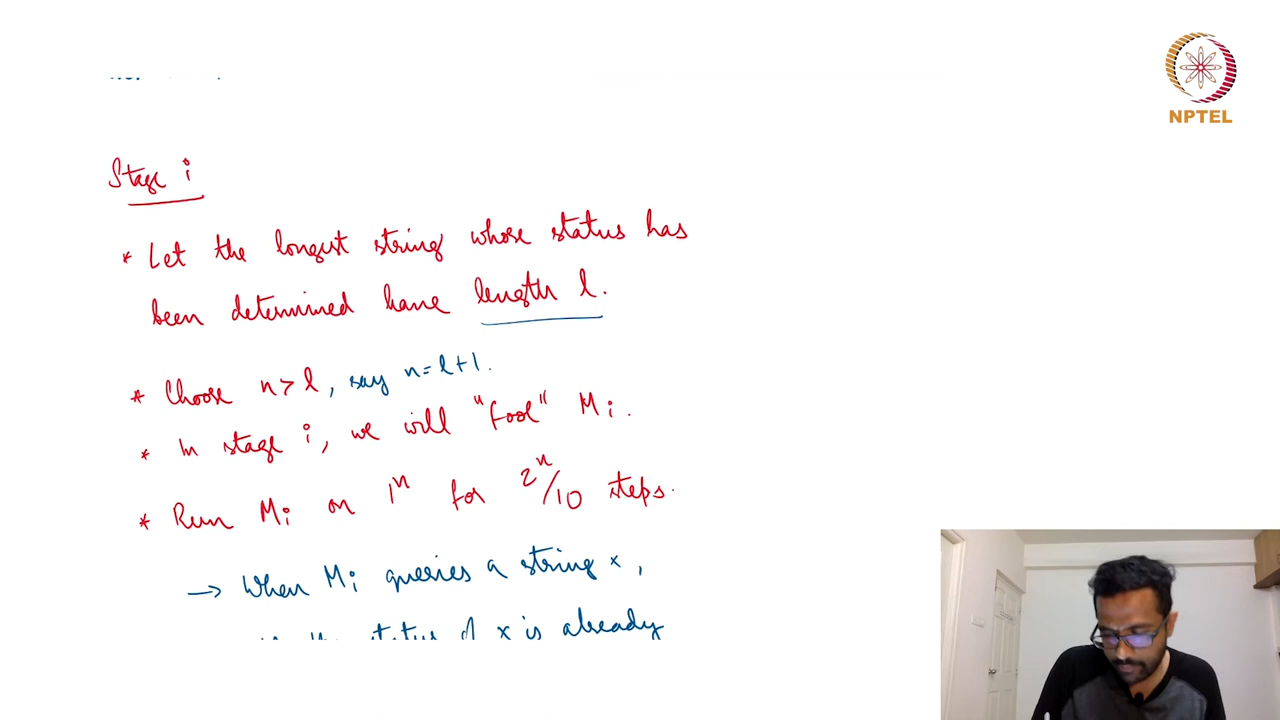 NPTEL
Stage i
* Let the longest string whose status has
been determined have length l.
* Choose n > l, say n = l+1.
* In stage i, we will "fool" Mi.
* Run Mi on 1^n for 2^n/10 steps.
→ When Mi queries a string x,
status of x is already